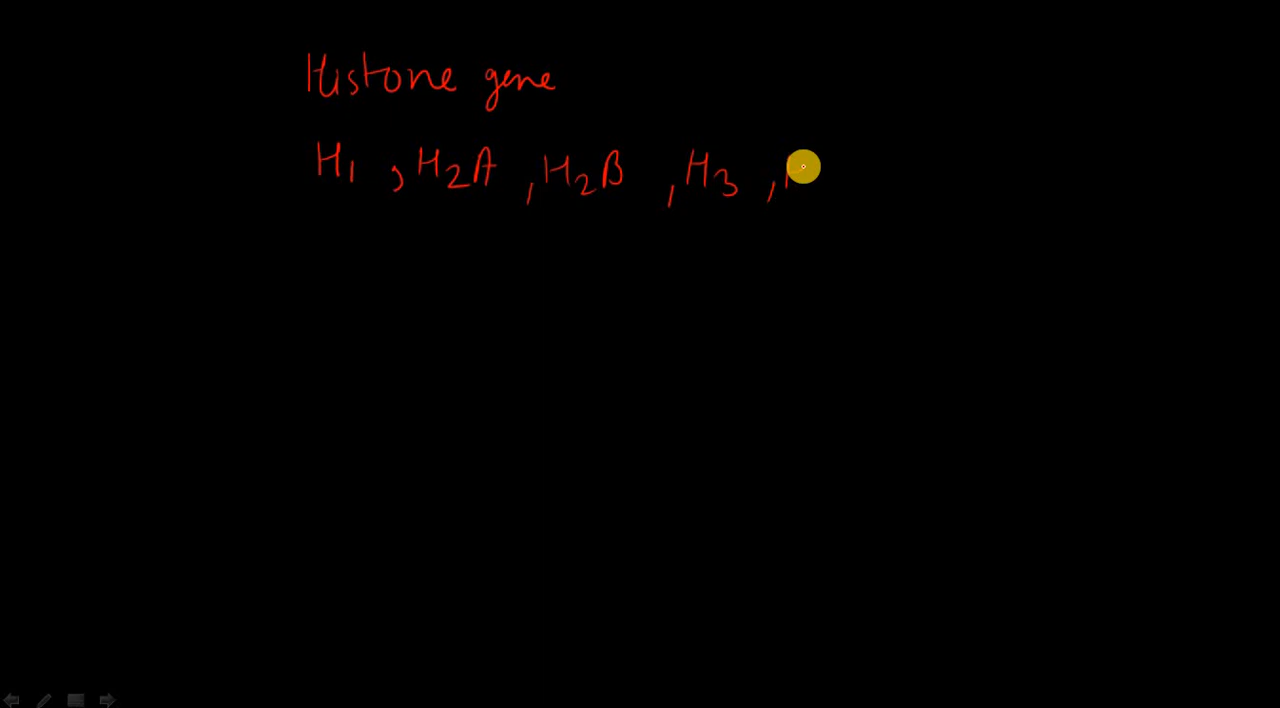 Histone gene
H1 , H2A , H2B , H3 ,